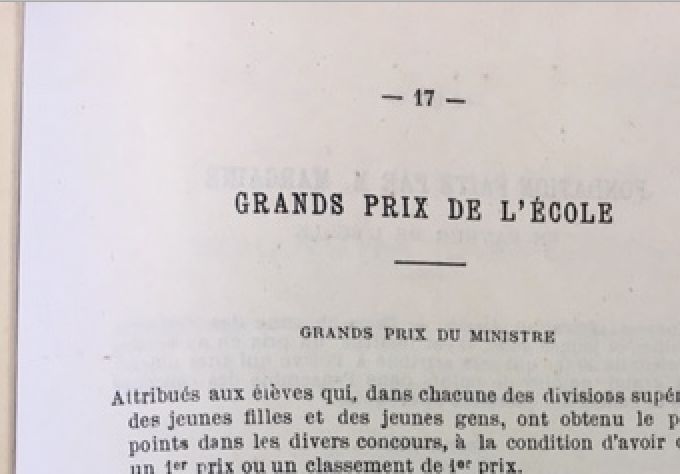 — 17 —
GRANDS PRIX DE L'ÉCOLE
GRANDS PRIX DU MINISTRE
Attribués aux élèves qui, dans chacune des divisions
des jeunes filles et des jeunes gens, ont obtenu le
points dans les divers concours, à la condition d'avoir
un 1er prix ou un classement de 1er prix.